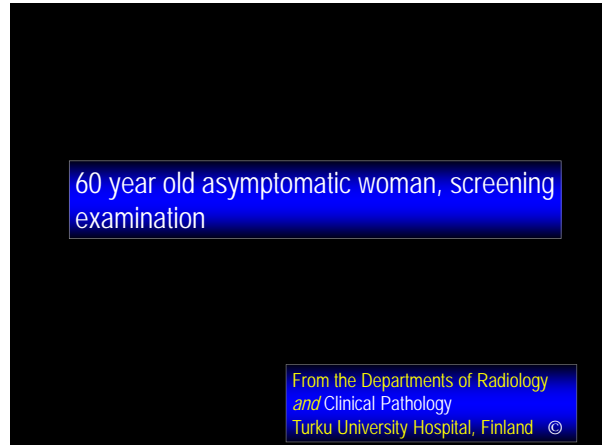 60 year old asymptomatic woman, screening
examination
From the Departments of Radiology
and Clinical Pathology
Turku University Hospital, Finland ©